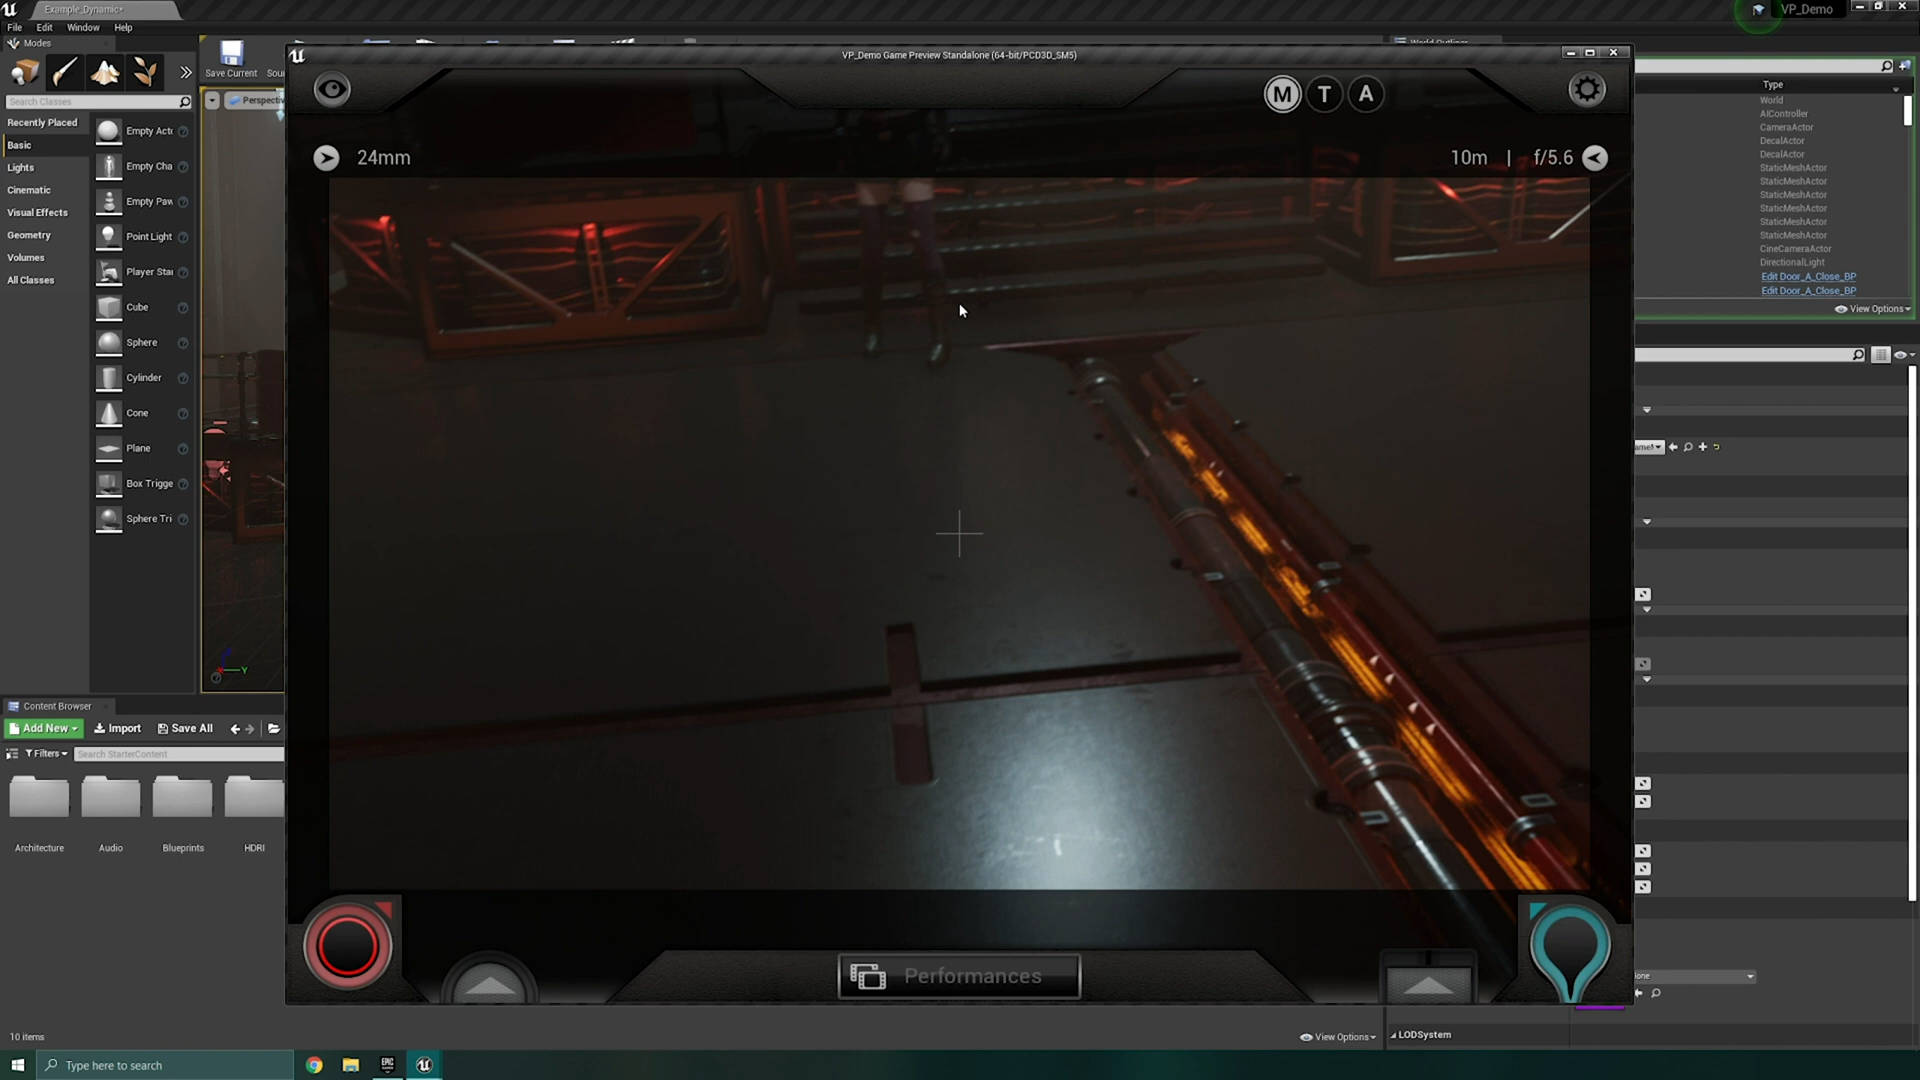 Example_Dynamic*
VP_Demo
File Edit Window Help
Modes
Search Classes
Recently Placed
Basic
Lights
Cinematic
Visual Effects
Geometry
Volumes
All Classes
Empty Acto
Empty Cha
Empty Paw
Point Light
Player Star
Cube
Sphere
Cylinder
Cone
Plane
Box Trigge
Sphere Tri
Save Current
Sou
VP_Demo Game Preview Standalone (64-bit/PCD3D_SM5)
M T A
24mm
10m | f/5.6
Performances
Type
World
AIController
CameraActor
DecalActor
DecalActor
StaticMeshActor
StaticMeshActor
StaticMeshActor
StaticMeshActor
StaticMeshActor
StaticMeshActor
CineCameraActor
DirectionalLight
Edit Door_A_Close_BP
Edit Door_A_Close_BP
View Options
Content Browser
Add New Import Save All
Filters
Search StarterContent
Architecture Audio Blueprints HDRI
10 items
View Options
LODSystem
Type here to search
EPIC